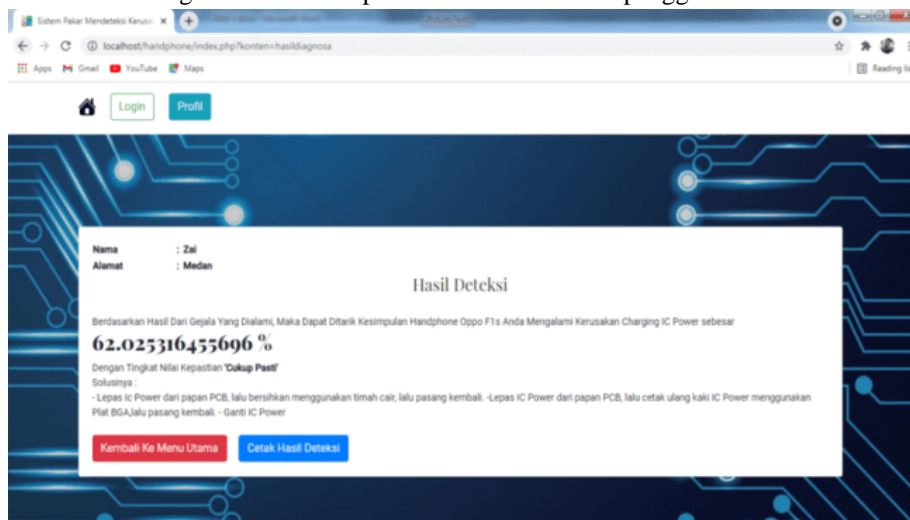 Sistem Pakar Mendeteksi Kerusa
localhost/handphone/index.php?konten=hasildiagnosa
Apps Gmail YouTube Maps Reading lis
Login Profil
Nama : Zai
Alamat : Medan
Hasil Deteksi
Berdasarkan Hasil Dari Gejala Yang Dialami, Maka Dapat Ditarik Kesimpulan Handphone Oppo F1s Anda Mengalami Kerusakan Charging IC Power sebesar
62.025316455696 %
Dengan Tingkat Nilai Kepastian 'Cukup Pasti'
Solusinya :
- Lepas Ic Power dari papan PCB, lalu bersihkan menggunakan timah cair, lalu pasang kembali. -Lepas IC Power dari papan PCB, lalu cetak ulang kaki IC Power menggunakan
Plat BGA,lalu pasang kembali. - Ganti IC Power
Kembali Ke Menu Utama Cetak Hasil Deteksi